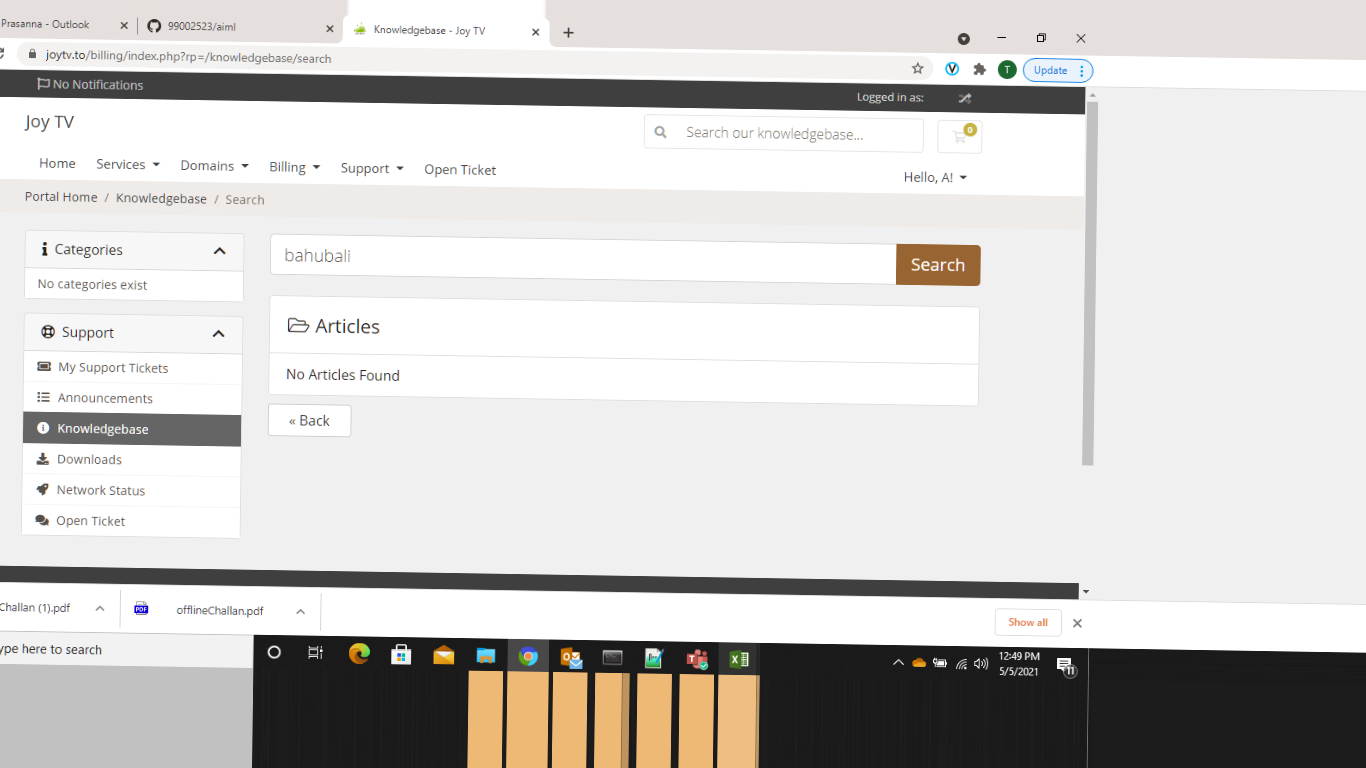 Prasanna - Outlook
99002523/aiml
Knowledgebase - Joy TV
joytv.to/billing/index.php?rp=/knowledgebase/search
T
Update
No Notifications
Logged in as:
Joy TV
Search our knowledgebase...
0
Home
Services
Domains
Billing
Support
Open Ticket
Hello, A!
Portal Home / Knowledgebase / Search
Categories
No categories exist
Support
My Support Tickets
Announcements
Knowledgebase
Downloads
Network Status
Open Ticket
bahubali
Search
Articles
No Articles Found
« Back
Challan (1).pdf
PDF
offlineChallan.pdf
Show all
ype here to search
12:49 PM
5/5/2021
11